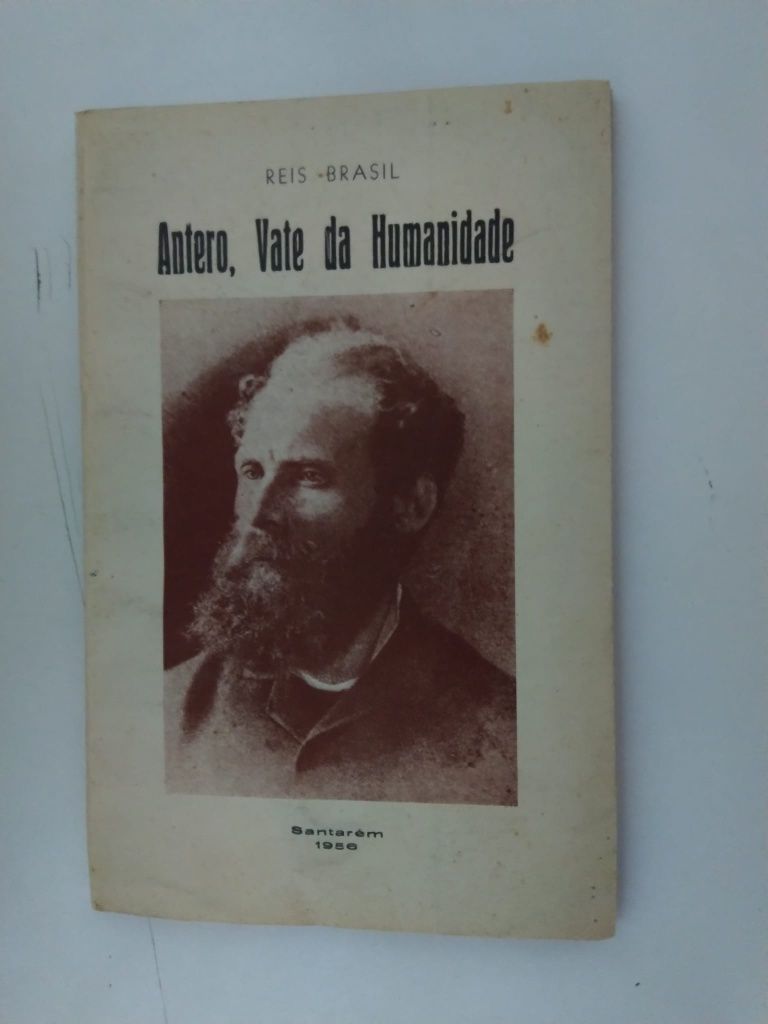 REIS BRASIL
Antero, Vate da Humanidade
Santarém
1956